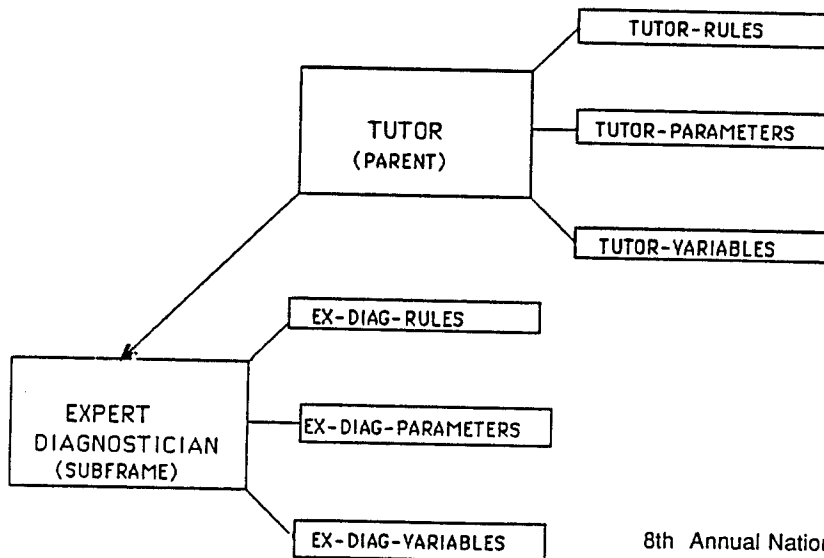 TUTOR-RULES
TUTOR
(PARENT)
TUTOR-PARAMETERS
TUTOR-VARIABLES
EX-DIAG-RULES
EXPERT
DIAGNOSTICIAN
(SUBFRAME)
EX-DIAG-PARAMETERS
EX-DIAG-VARIABLES
8th Annual Nation